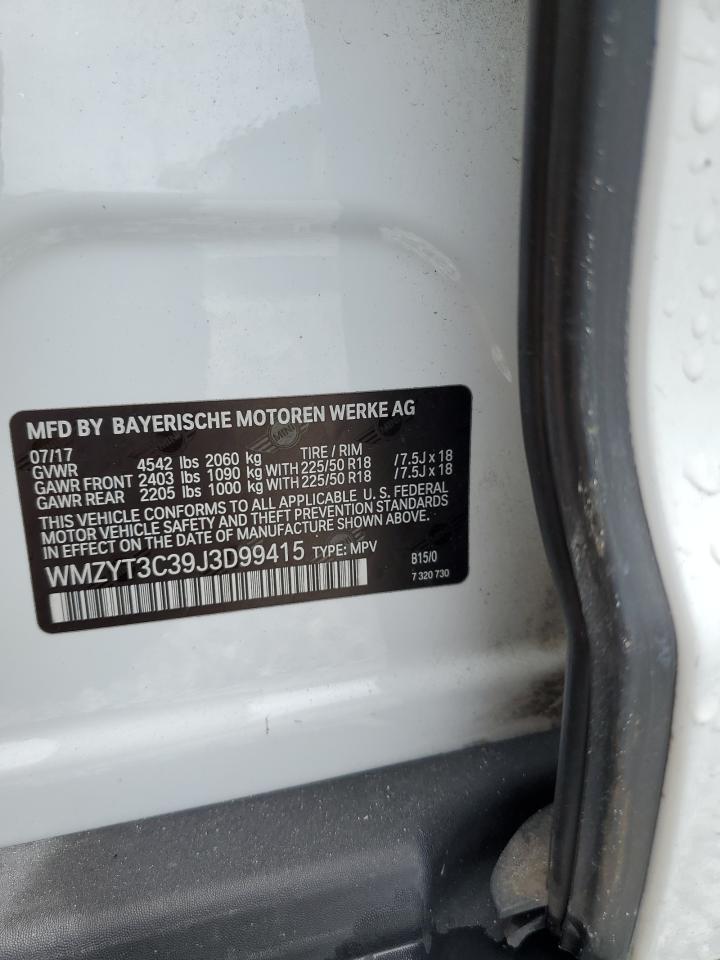 MFD BY BAYERISCHE MOTOREN WERKE AG
07/17 TIRE / RIM
GVWR 4542 lbs 2060 kg
GAWR FRONT 2403 lbs 1090 kg WITH 225/50 R18 /7.5J x 18
GAWR REAR 2205 lbs 1000 kg WITH 225/50 R18 /7.5J x 18
THIS VEHICLE CONFORMS TO ALL APPLICABLE U. S. FEDERAL
MOTOR VEHICLE SAFETY AND THEFT PREVENTION STANDARDS
IN EFFECT ON THE DATE OF MANUFACTURE SHOWN ABOVE.
WMZYT3C39J3D99415 TYPE: MPV B15/0
7 320 730
MINI